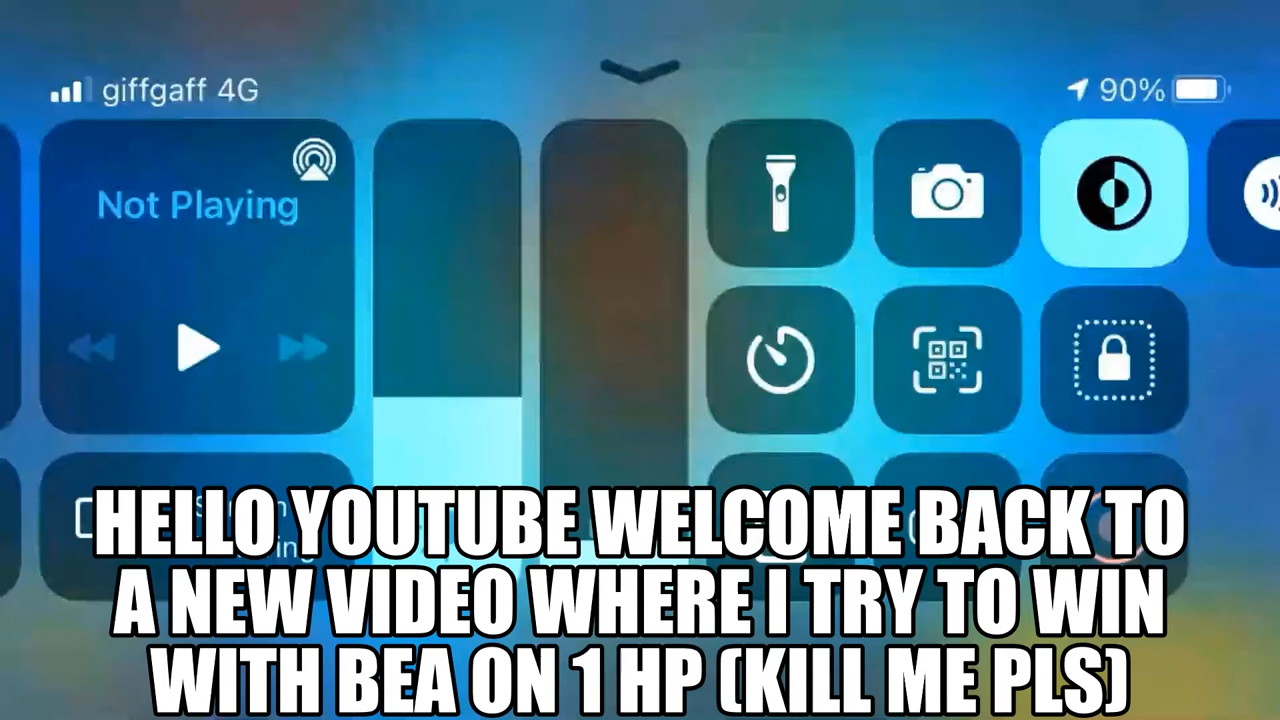 giffgaff 4G
90%
Not Playing
HELLO YOUTUBE WELCOME BACK TO
A NEW VIDEO WHERE I TRY TO WIN
WITH BEA ON 1 HP (KILL ME PLS)